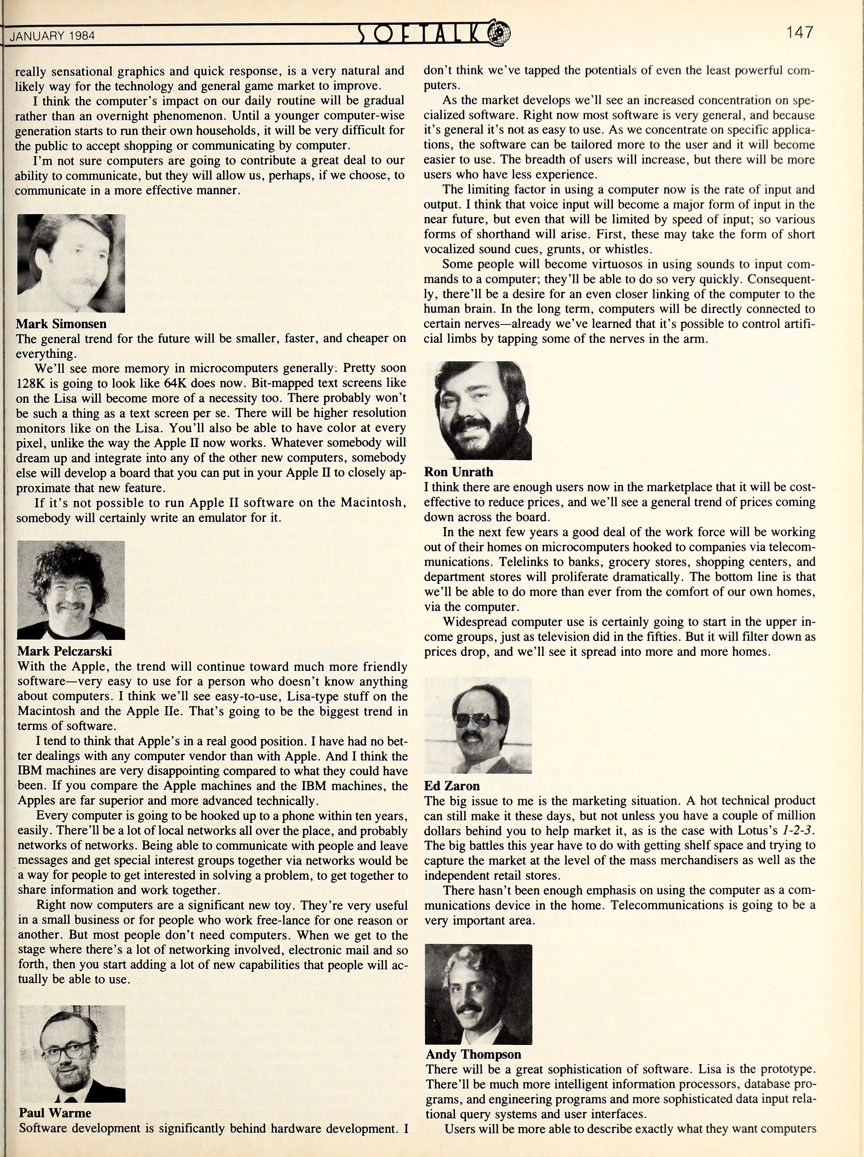 JANUARY 1984
SOFTALK
147
really sensational graphics and quick response, is a very natural and
likely way for the technology and general game market to improve.
I think the computer's impact on our daily routine will be gradual
rather than an overnight phenomenon. Until a younger computer-wise
generation starts to run their own households, it will be very difficult for
the public to accept shopping or communicating by computer.
I'm not sure computers are going to contribute a great deal to our
ability to communicate, but they will allow us, perhaps, if we choose, to
communicate in a more effective manner.
Mark Simonsen
The general trend for the future will be smaller, faster, and cheaper on
everything.
We'll see more memory in microcomputers generally. Pretty soon
128K is going to look like 64K does now. Bit-mapped text screens like
on the Lisa will become more of a necessity too. There probably won't
be such a thing as a text screen per se. There will be higher resolution
monitors like on the Lisa. You'll also be able to have color at every
pixel, unlike the way the Apple II now works. Whatever somebody will
dream up and integrate into any of the other new computers, somebody
else will develop a board that you can put in your Apple II to closely ap-
proximate that new feature.
If it's not possible to run Apple II software on the Macintosh,
somebody will certainly write an emulator for it.
Mark Pelczarski
With the Apple, the trend will continue toward much more friendly
software—very easy to use for a person who doesn't know anything
about computers. I think we'll see easy-to-use, Lisa-type stuff on the
Macintosh and the Apple IIe. That's going to be the biggest trend in
terms of software.
I tend to think that Apple's in a real good position. I have had no bet-
ter dealings with any computer vendor than with Apple. And I think the
IBM machines are very disappointing compared to what they could have
been. If you compare the Apple machines and the IBM machines, the
Apples are far superior and more advanced technically.
Every computer is going to be hooked up to a phone within ten years,
easily. There'll be a lot of local networks all over the place, and probably
networks of networks. Being able to communicate with people and leave
messages and get special interest groups together via networks would be
a way for people to get interested in solving a problem, to get together to
share information and work together.
Right now computers are a significant new toy. They're very useful
in a small business or for people who work free-lance for one reason or
another. But most people don't need computers. When we get to the
stage where there's a lot of networking involved, electronic mail and so
forth, then you start adding a lot of new capabilities that people will ac-
tually be able to use.
Paul Warme
Software development is significantly behind hardware development. I
don't think we've tapped the potentials of even the least powerful com-
puters.
As the market develops we'll see an increased concentration on spe-
cialized software. Right now most software is very general, and because
it's general it's not as easy to use. As we concentrate on specific applica-
tions, the software can be tailored more to the user and it will become
easier to use. The breadth of users will increase, but there will be more
users who have less experience.
The limiting factor in using a computer now is the rate of input and
output. I think that voice input will become a major form of input in the
near future, but even that will be limited by speed of input; so various
forms of shorthand will arise. First, these may take the form of short
vocalized sound cues, grunts, or whistles.
Some people will become virtuosos in using sounds to input com-
mands to a computer; they'll be able to do so very quickly. Consequent-
ly, there'll be a desire for an even closer linking of the computer to the
human brain. In the long term, computers will be directly connected to
certain nerves—already we've learned that it's possible to control artifi-
cial limbs by tapping some of the nerves in the arm.
Ron Unrath
I think there are enough users now in the marketplace that it will be cost-
effective to reduce prices, and we'll see a general trend of prices coming
down across the board.
In the next few years a good deal of the work force will be working
out of their homes on microcomputers hooked to companies via telecom-
munications. Telelinks to banks, grocery stores, shopping centers, and
department stores will proliferate dramatically. The bottom line is that
we'll be able to do more than ever from the comfort of our own homes,
via the computer.
Widespread computer use is certainly going to start in the upper in-
come groups, just as television did in the fifties. But it will filter down as
prices drop, and we'll see it spread into more and more homes.
Ed Zaron
The big issue to me is the marketing situation. A hot technical product
can still make it these days, but not unless you have a couple of million
dollars behind you to help market it, as is the case with Lotus's 1-2-3.
The big battles this year have to do with getting shelf space and trying to
capture the market at the level of the mass merchandisers as well as the
independent retail stores.
There hasn't been enough emphasis on using the computer as a com-
munications device in the home. Telecommunications is going to be a
very important area.
Andy Thompson
There will be a great sophistication of software. Lisa is the prototype.
There'll be much more intelligent information processors, database pro-
grams, and engineering programs and more sophisticated data input rela-
tional query systems and user interfaces.
Users will be more able to describe exactly what they want computers